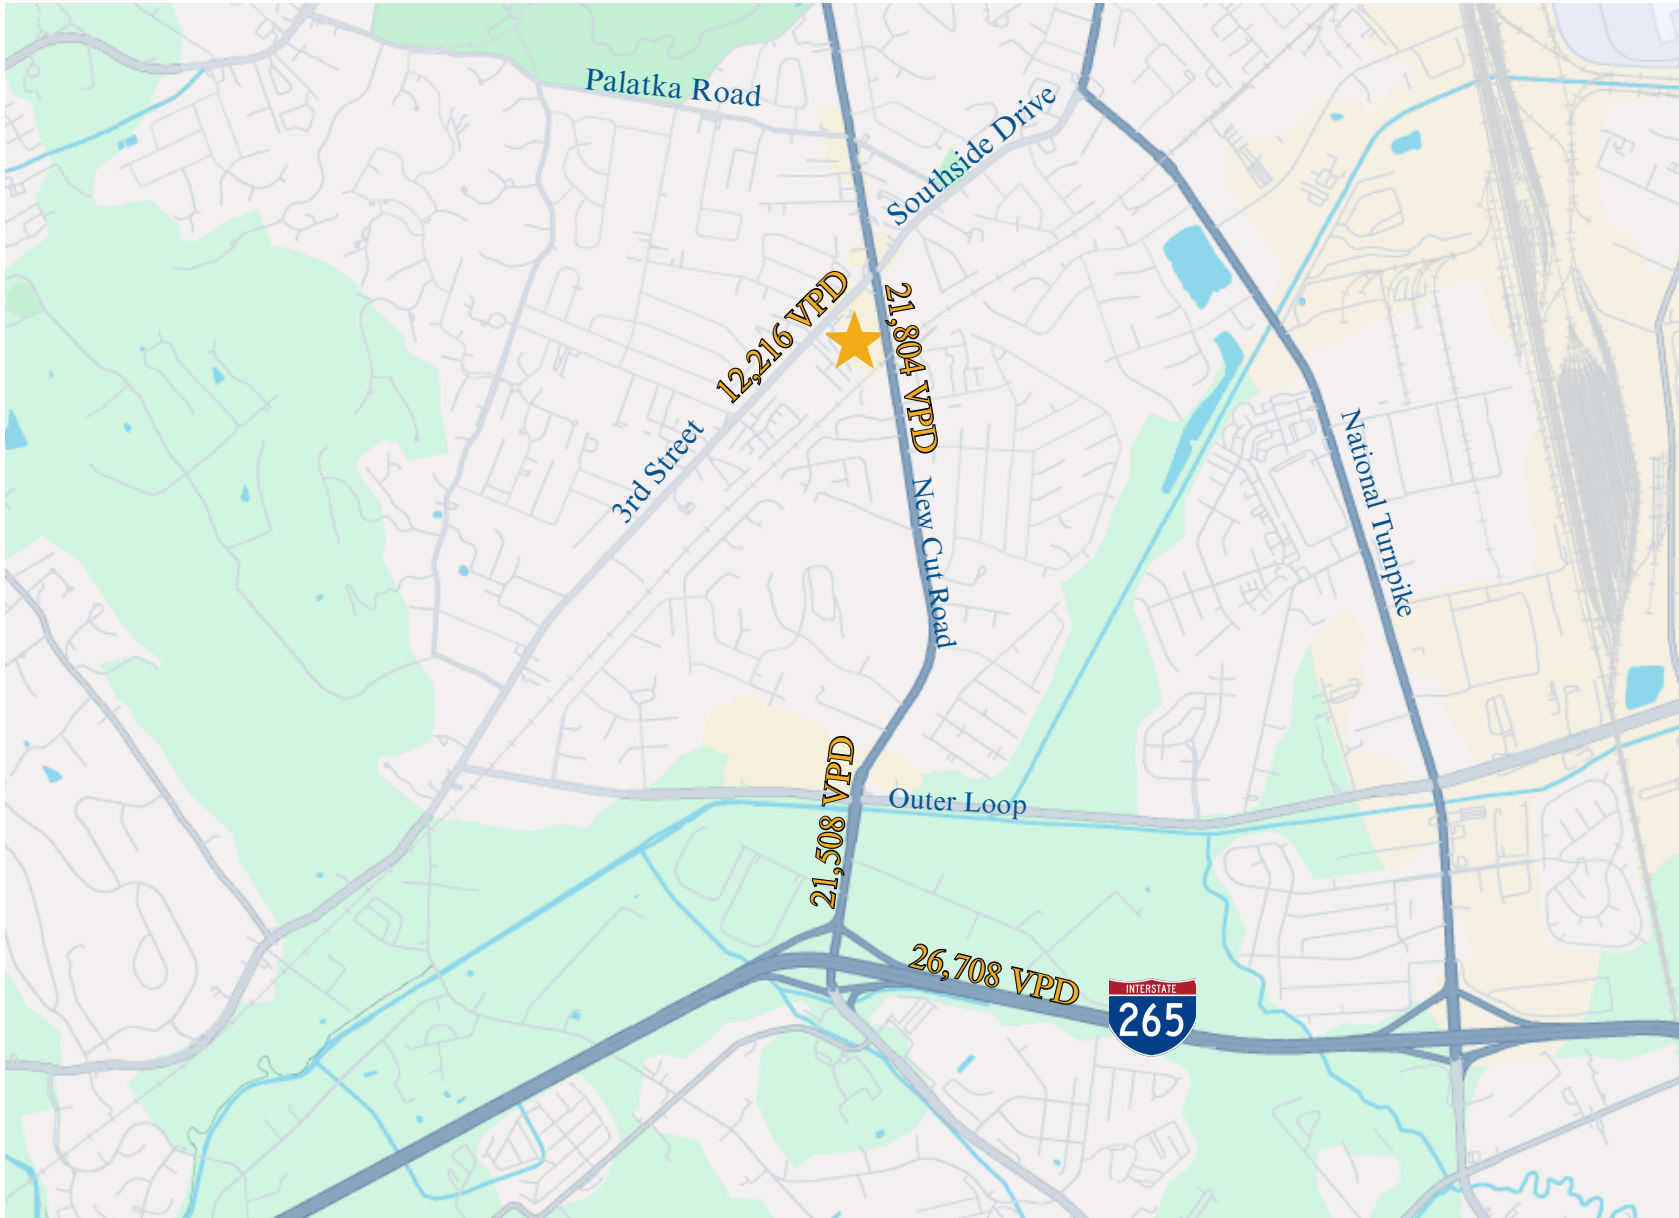 Palatka Road
Southside Drive
12,216 VPD
21,804 VPD
3rd Street
National Turnpike
New Cut Road
21,508 VPD
Outer Loop
26,708 VPD
INTERSTATE
265